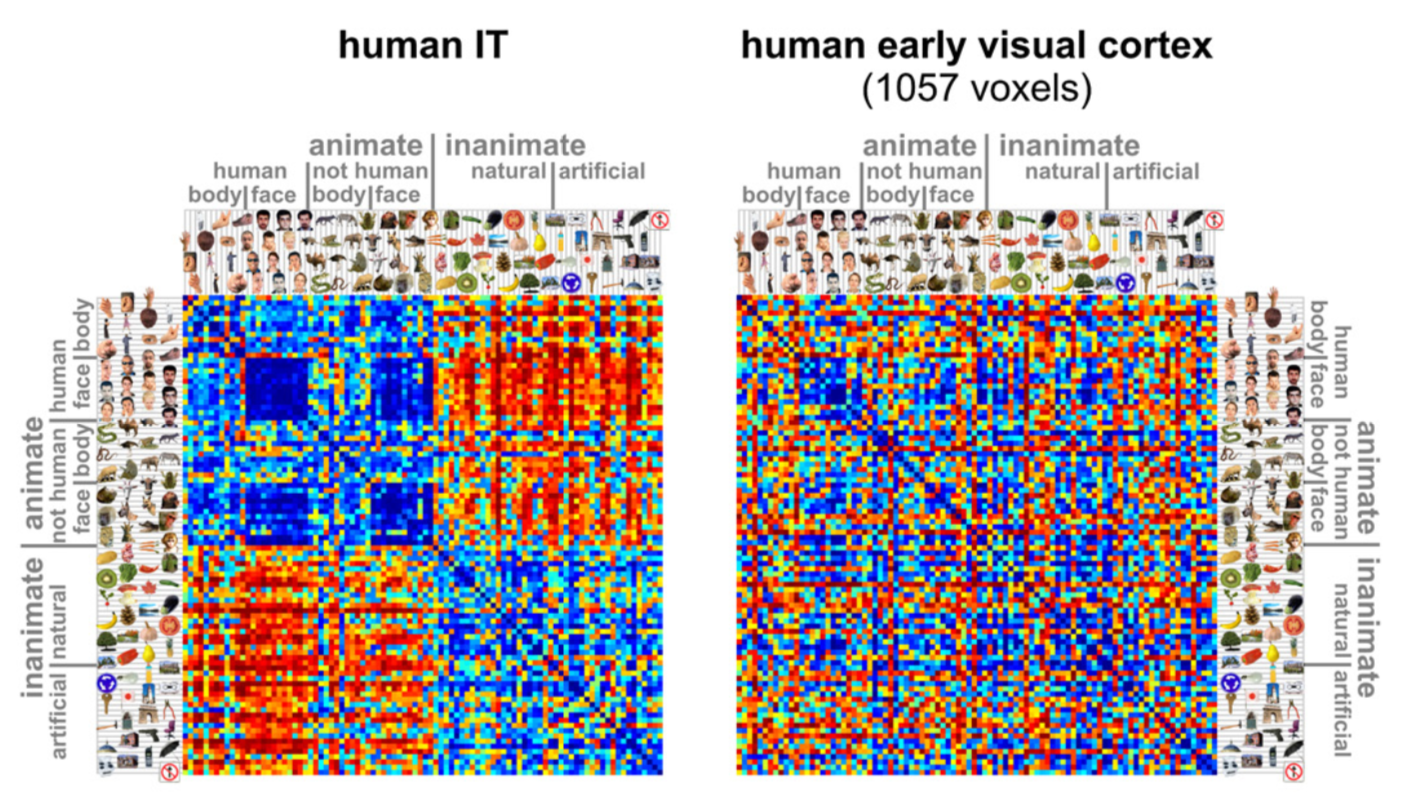 human IT
human early visual cortex
(1057 voxels)
animate | inanimate
human | not human natural | artificial
body | face body | face
animate | inanimate
human | not human natural | artificial
body | face body | face
human
face | body
animate
not human
face | body
inanimate
artificial | natural
human
body | face
animate
not human
body | face
inanimate
natural | artificial